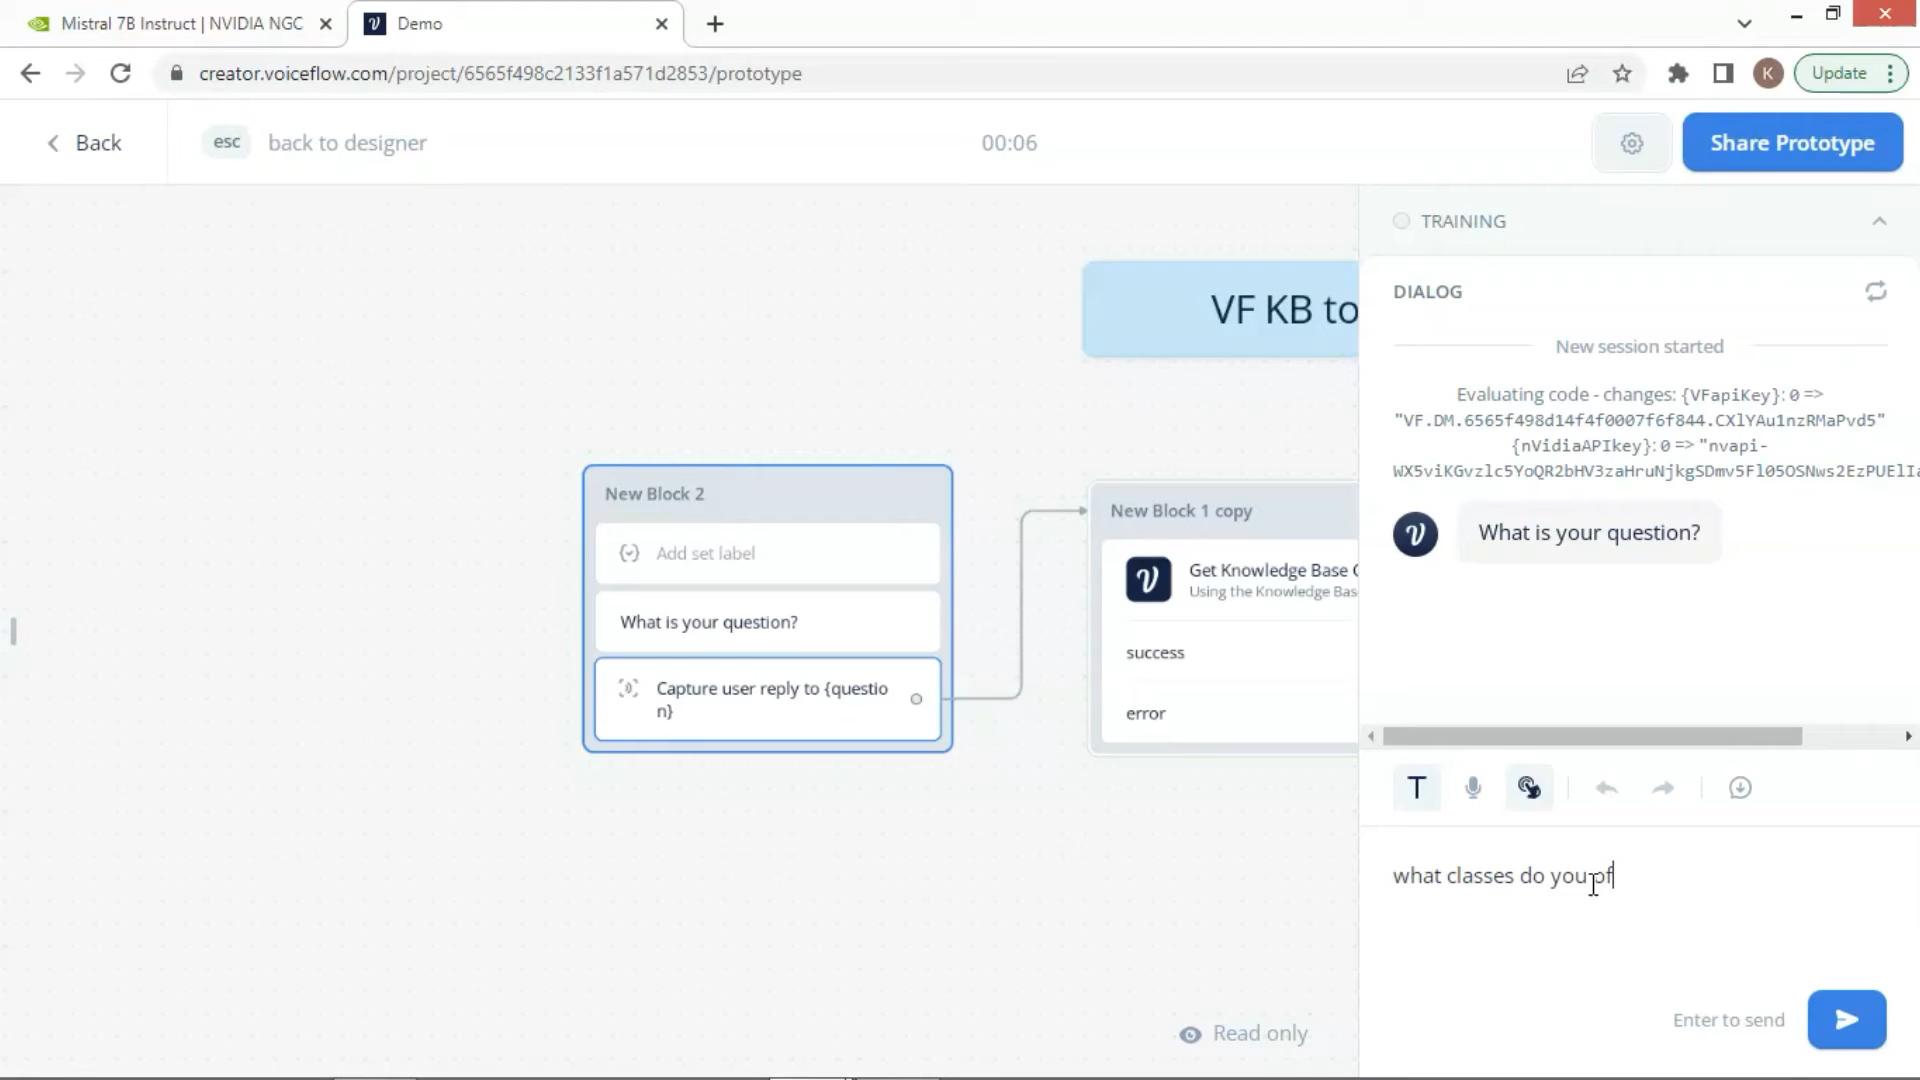 Mistral 7B Instruct | NVIDIA NGC
Demo
creator.voiceflow.com/project/6565f498c2133f1a571d2853/prototype
K
Update
Back
esc back to designer
00:06
Share Prototype
VF KB to
New Block 2
Add set label
What is your question?
Capture user reply to {questio
n}
New Block 1 copy
Get Knowledge Base
Using the Knowledge Bas
success
error
Read only
TRAINING
DIALOG
New session started
Evaluating code - changes: {VFapiKey}: 0 =>
"VF.DM.6565f498d14f4f0007f6f844.CXlYAu1nzRMaPvd5"
{nVidiaAPIkey}: 0 => "nvapi-
WX5viKGvzlc5YoQR2bHV3zaHruNjkgSDmv5Fl05OSNws2EzPUElIa
What is your question?
T
what classes do you of
Enter to send